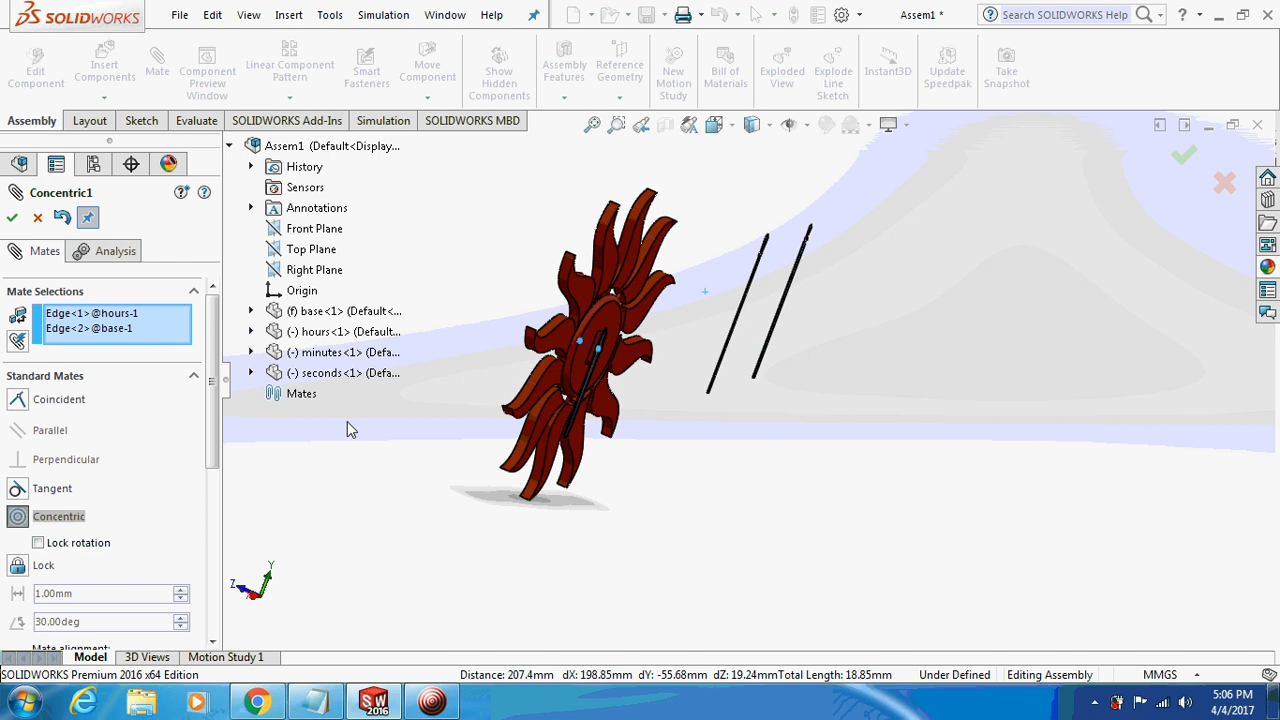 SOLIDWORKS File Edit View Insert Tools Simulation Window Help Assem1 * Search SOLIDWORKS Help ?
Edit Component
Insert Components
Mate
Component Preview Window
Linear Component Pattern
Smart Fasteners
Move Component
Show Hidden Components
Assembly Features
Reference Geometry
New Motion Study
Bill of Materials
Exploded View
Explode Line Sketch
Instant3D
Update Speedpak
Take Snapshot
Assembly Layout Sketch Evaluate SOLIDWORKS Add-Ins Simulation SOLIDWORKS MBD
Concentric1
Mates Analysis
Mate Selections
Edge<1>@hours-1
Edge<2>@base-1
Standard Mates
Coincident
Parallel
Perpendicular
Tangent
Concentric
Lock rotation
Lock
1.00mm
30.00deg
Mate alignment:
Assem1 (Default<Display...
History
Sensors
Annotations
Front Plane
Top Plane
Right Plane
Origin
(f) base<1> (Default<...
(-) hours<1> (Default...
(-) minutes<1> (Defa...
(-) seconds<1> (Defa...
Mates
Y
Z
Model 3D Views Motion Study 1
SOLIDWORKS Premium 2016 x64 Edition Distance: 207.4mm dX: 198.85mm dY: -55.68mm dZ: 19.24mm Total Length: 18.85mm Under Defined Editing Assembly MMGS
SW 2016
5:06 PM
4/4/2017